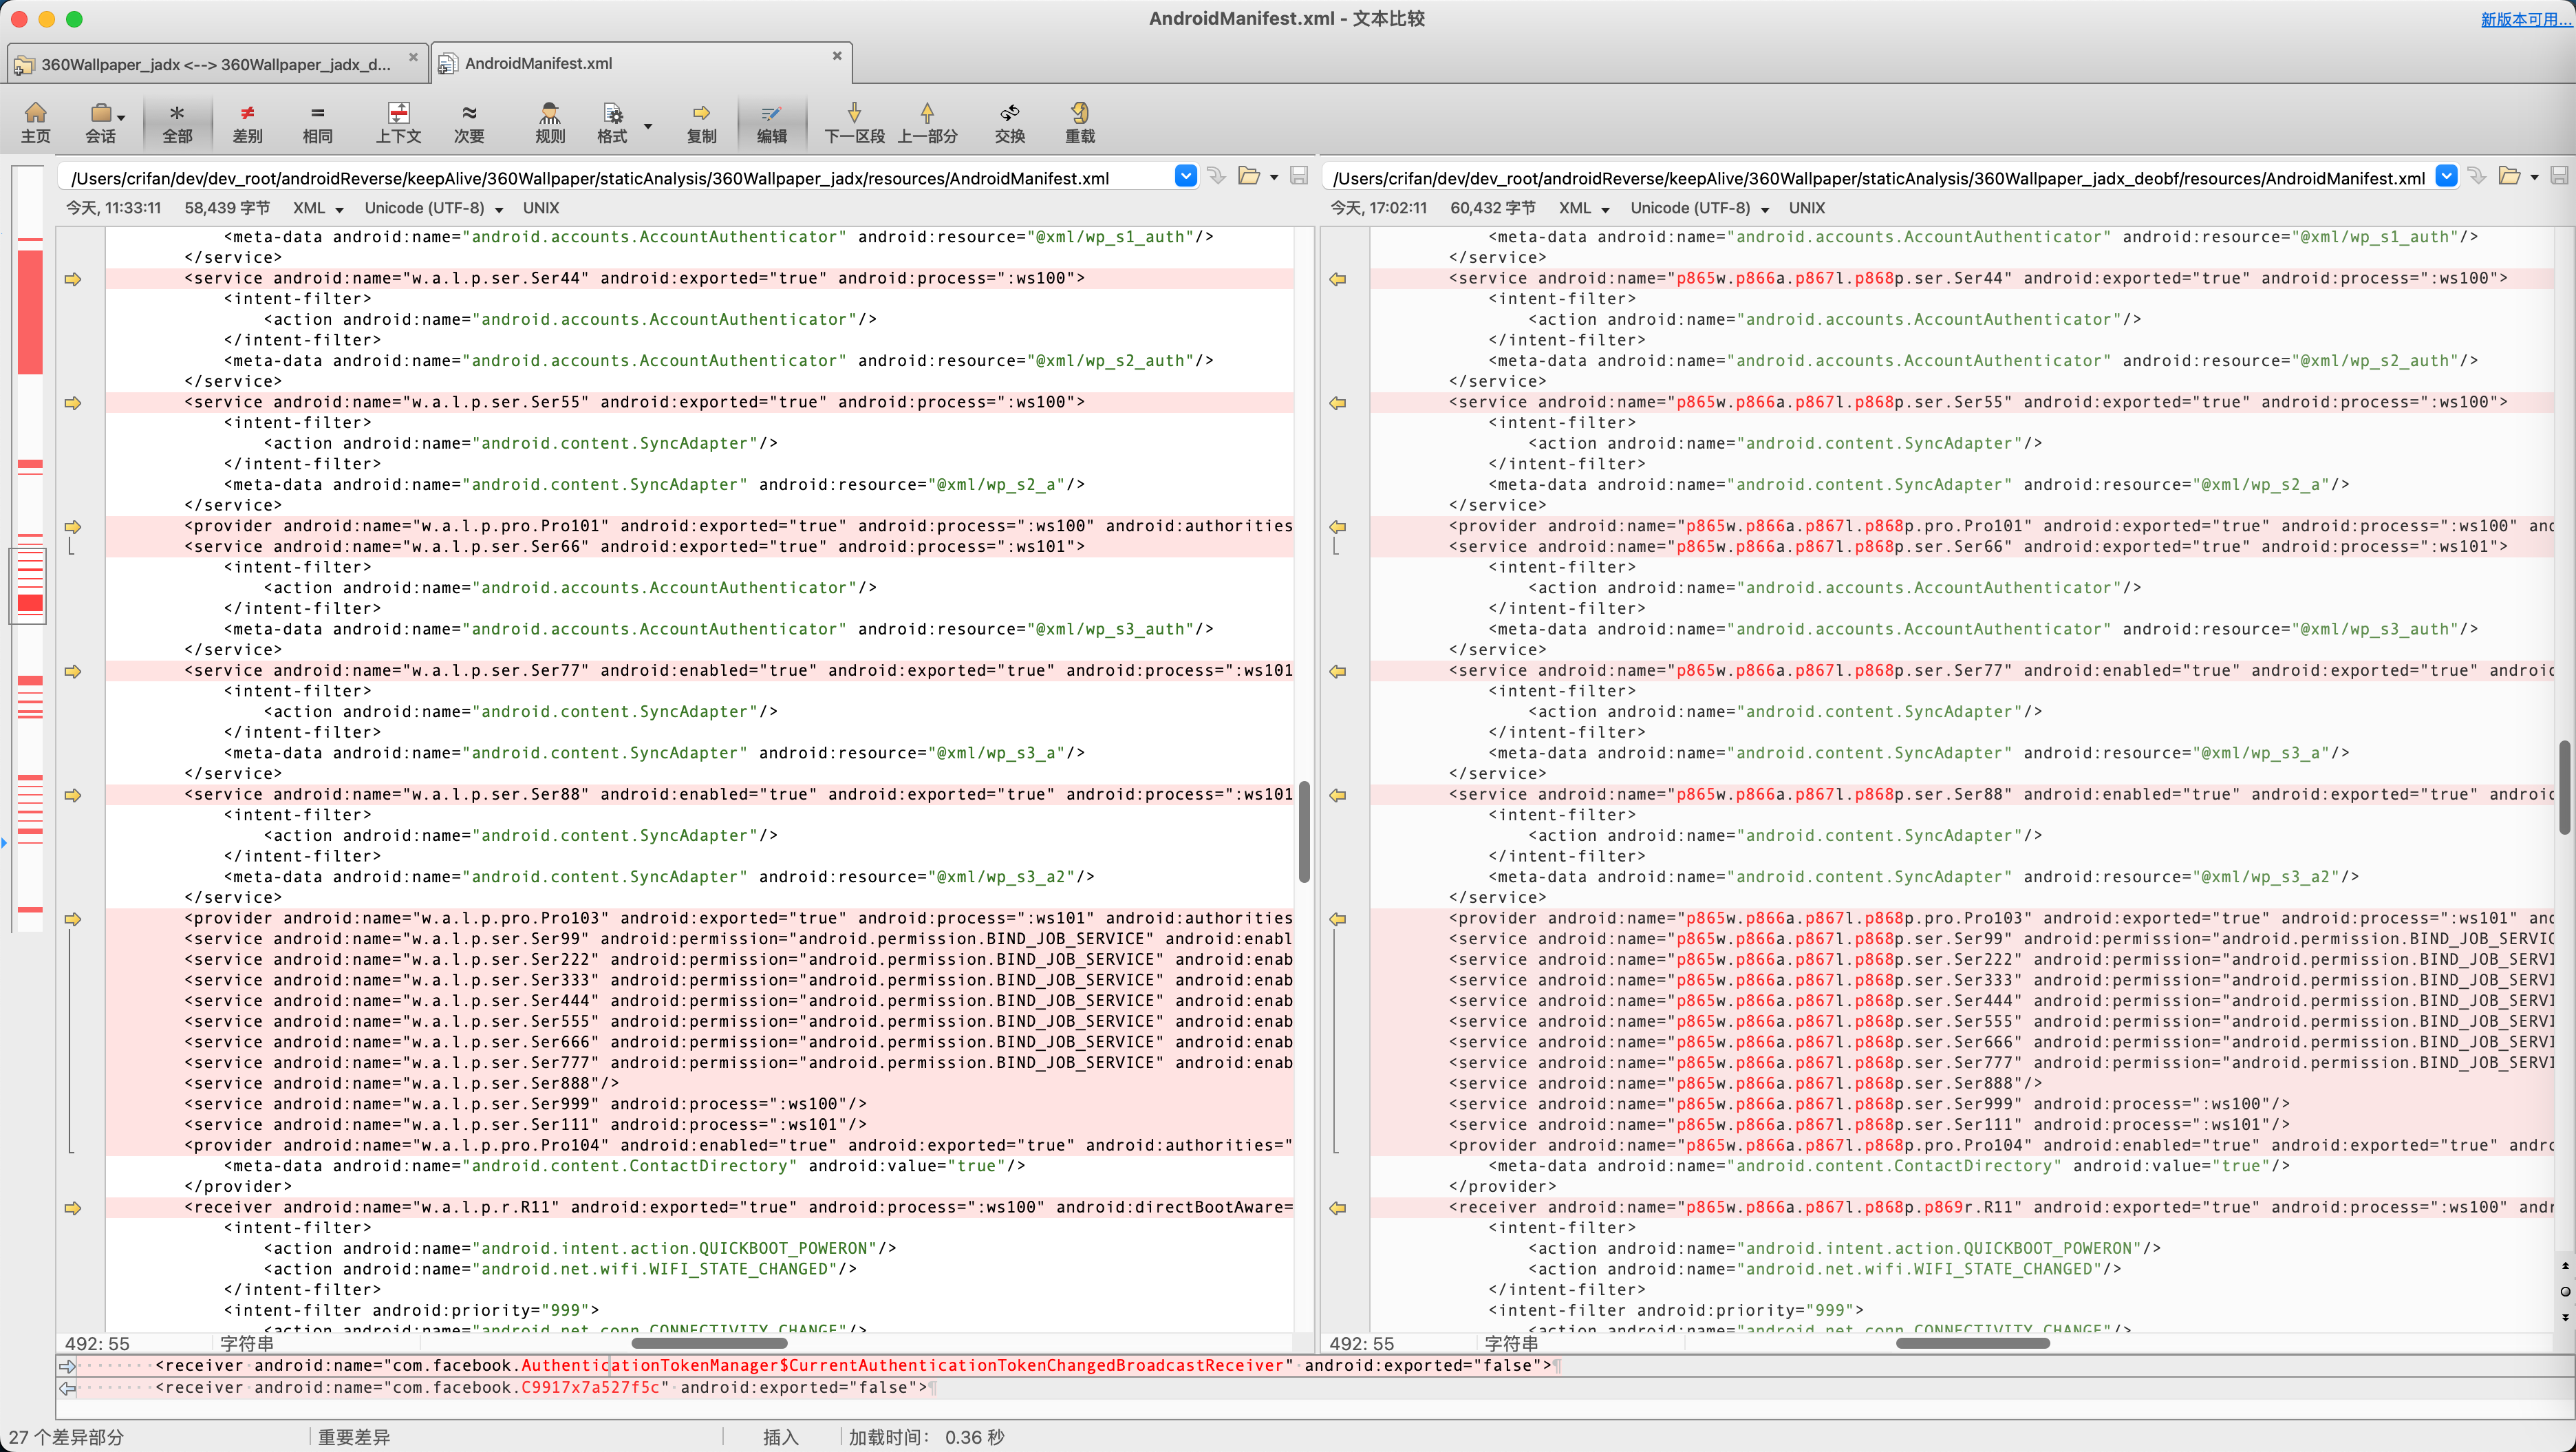 AndroidManifest.xml - 文本比较
新版本可用...
360Wallpaper_jadx <--> 360Wallpaper_jadx_d...
AndroidManifest.xml
主页 会话 全部 差别 相同 上下文 次要 规则 格式 复制 编辑 下一区段 上一部分 交换 重载
/Users/crifan/dev/dev_root/androidReverse/keepAlive/360Wallpaper/staticAnalysis/360Wallpaper_jadx/resources/AndroidManifest.xml
今天, 11:33:11 58,439 字节 XML Unicode (UTF-8) UNIX
<meta-data android:name="android.accounts.AccountAuthenticator" android:resource="@xml/wp_s1_auth"/>
</service>
<service android:name="w.a.l.p.ser.Ser44" android:exported="true" android:process=":ws100">
<intent-filter>
<action android:name="android.accounts.AccountAuthenticator"/>
</intent-filter>
<meta-data android:name="android.accounts.AccountAuthenticator" android:resource="@xml/wp_s2_auth"/>
</service>
<service android:name="w.a.l.p.ser.Ser55" android:exported="true" android:process=":ws100">
<intent-filter>
<action android:name="android.content.SyncAdapter"/>
</intent-filter>
<meta-data android:name="android.content.SyncAdapter" android:resource="@xml/wp_s2_a"/>
</service>
<provider android:name="w.a.l.p.pro.Pro101" android:exported="true" android:process=":ws100" android:authorities
<service android:name="w.a.l.p.ser.Ser66" android:exported="true" android:process=":ws101">
<intent-filter>
<action android:name="android.accounts.AccountAuthenticator"/>
</intent-filter>
<meta-data android:name="android.accounts.AccountAuthenticator" android:resource="@xml/wp_s3_auth"/>
</service>
<service android:name="w.a.l.p.ser.Ser77" android:enabled="true" android:exported="true" android:process=":ws101
<intent-filter>
<action android:name="android.content.SyncAdapter"/>
</intent-filter>
<meta-data android:name="android.content.SyncAdapter" android:resource="@xml/wp_s3_a"/>
</service>
<service android:name="w.a.l.p.ser.Ser88" android:enabled="true" android:exported="true" android:process=":ws101
<intent-filter>
<action android:name="android.content.SyncAdapter"/>
</intent-filter>
<meta-data android:name="android.content.SyncAdapter" android:resource="@xml/wp_s3_a2"/>
</service>
<provider android:name="w.a.l.p.pro.Pro103" android:exported="true" android:process=":ws101" android:authorities
<service android:name="w.a.l.p.ser.Ser99" android:permission="android.permission.BIND_JOB_SERVICE" android:enabl
<service android:name="w.a.l.p.ser.Ser222" android:permission="android.permission.BIND_JOB_SERVICE" android:enab
<service android:name="w.a.l.p.ser.Ser333" android:permission="android.permission.BIND_JOB_SERVICE" android:enab
<service android:name="w.a.l.p.ser.Ser444" android:permission="android.permission.BIND_JOB_SERVICE" android:enab
<service android:name="w.a.l.p.ser.Ser555" android:permission="android.permission.BIND_JOB_SERVICE" android:enab
<service android:name="w.a.l.p.ser.Ser666" android:permission="android.permission.BIND_JOB_SERVICE" android:enab
<service android:name="w.a.l.p.ser.Ser777" android:permission="android.permission.BIND_JOB_SERVICE" android:enab
<service android:name="w.a.l.p.ser.Ser888"/>
<service android:name="w.a.l.p.ser.Ser999" android:process=":ws100"/>
<service android:name="w.a.l.p.ser.Ser111" android:process=":ws101"/>
<provider android:name="w.a.l.p.pro.Pro104" android:enabled="true" android:exported="true" android:authorities="
<meta-data android:name="android.content.ContactDirectory" android:value="true"/>
</provider>
<receiver android:name="w.a.l.p.r.R11" android:exported="true" android:process=":ws100" android:directBootAware=
<intent-filter>
<action android:name="android.intent.action.QUICKBOOT_POWERON"/>
<action android:name="android.net.wifi.WIFI_STATE_CHANGED"/>
</intent-filter>
<intent-filter android:priority="999">
<action android:name="android.net.conn.CONNECTIVITY_CHANGE"/>
492: 55 字符串
/Users/crifan/dev/dev_root/androidReverse/keepAlive/360Wallpaper/staticAnalysis/360Wallpaper_jadx_deobf/resources/AndroidManifest.xml
今天, 17:02:11 60,432 字节 XML Unicode (UTF-8) UNIX
<meta-data android:name="android.accounts.AccountAuthenticator" android:resource="@xml/wp_s1_auth"/>
</service>
<service android:name="p865w.p866a.p867l.p868p.ser.Ser44" android:exported="true" android:process=":ws100">
<intent-filter>
<action android:name="android.accounts.AccountAuthenticator"/>
</intent-filter>
<meta-data android:name="android.accounts.AccountAuthenticator" android:resource="@xml/wp_s2_auth"/>
</service>
<service android:name="p865w.p866a.p867l.p868p.ser.Ser55" android:exported="true" android:process=":ws100">
<intent-filter>
<action android:name="android.content.SyncAdapter"/>
</intent-filter>
<meta-data android:name="android.content.SyncAdapter" android:resource="@xml/wp_s2_a"/>
</service>
<provider android:name="p865w.p866a.p867l.p868p.pro.Pro101" android:exported="true" android:process=":ws100" and
<service android:name="p865w.p866a.p867l.p868p.ser.Ser66" android:exported="true" android:process=":ws101">
<intent-filter>
<action android:name="android.accounts.AccountAuthenticator"/>
</intent-filter>
<meta-data android:name="android.accounts.AccountAuthenticator" android:resource="@xml/wp_s3_auth"/>
</service>
<service android:name="p865w.p866a.p867l.p868p.ser.Ser77" android:enabled="true" android:exported="true" android
<intent-filter>
<action android:name="android.content.SyncAdapter"/>
</intent-filter>
<meta-data android:name="android.content.SyncAdapter" android:resource="@xml/wp_s3_a"/>
</service>
<service android:name="p865w.p866a.p867l.p868p.ser.Ser88" android:enabled="true" android:exported="true" android
<intent-filter>
<action android:name="android.content.SyncAdapter"/>
</intent-filter>
<meta-data android:name="android.content.SyncAdapter" android:resource="@xml/wp_s3_a2"/>
</service>
<provider android:name="p865w.p866a.p867l.p868p.pro.Pro103" android:exported="true" android:process=":ws101" and
<service android:name="p865w.p866a.p867l.p868p.ser.Ser99" android:permission="android.permission.BIND_JOB_SERVIC
<service android:name="p865w.p866a.p867l.p868p.ser.Ser222" android:permission="android.permission.BIND_JOB_SERVI
<service android:name="p865w.p866a.p867l.p868p.ser.Ser333" android:permission="android.permission.BIND_JOB_SERVI
<service android:name="p865w.p866a.p867l.p868p.ser.Ser444" android:permission="android.permission.BIND_JOB_SERVI
<service android:name="p865w.p866a.p867l.p868p.ser.Ser555" android:permission="android.permission.BIND_JOB_SERVI
<service android:name="p865w.p866a.p867l.p868p.ser.Ser666" android:permission="android.permission.BIND_JOB_SERVI
<service android:name="p865w.p866a.p867l.p868p.ser.Ser777" android:permission="android.permission.BIND_JOB_SERVI
<service android:name="p865w.p866a.p867l.p868p.ser.Ser888"/>
<service android:name="p865w.p866a.p867l.p868p.ser.Ser999" android:process=":ws100"/>
<service android:name="p865w.p866a.p867l.p868p.ser.Ser111" android:process=":ws101"/>
<provider android:name="p865w.p866a.p867l.p868p.pro.Pro104" android:enabled="true" android:exported="true" andro
<meta-data android:name="android.content.ContactDirectory" android:value="true"/>
</provider>
<receiver android:name="p865w.p866a.p867l.p868p.p869r.R11" android:exported="true" android:process=":ws100" andr
<intent-filter>
<action android:name="android.intent.action.QUICKBOOT_POWERON"/>
<action android:name="android.net.wifi.WIFI_STATE_CHANGED"/>
</intent-filter>
<intent-filter android:priority="999">
<action android:name="android.net.conn.CONNECTIVITY_CHANGE"/>
492: 55 字符串
<receiver android:name="com.facebook.AuthenticationTokenManager$CurrentAuthenticationTokenChangedBroadcastReceiver" android:exported="false">¶
<receiver android:name="com.facebook.C9917x7a527f5c" android:exported="false">¶
27 个差异部分 重要差异 插入 加载时间： 0.36 秒